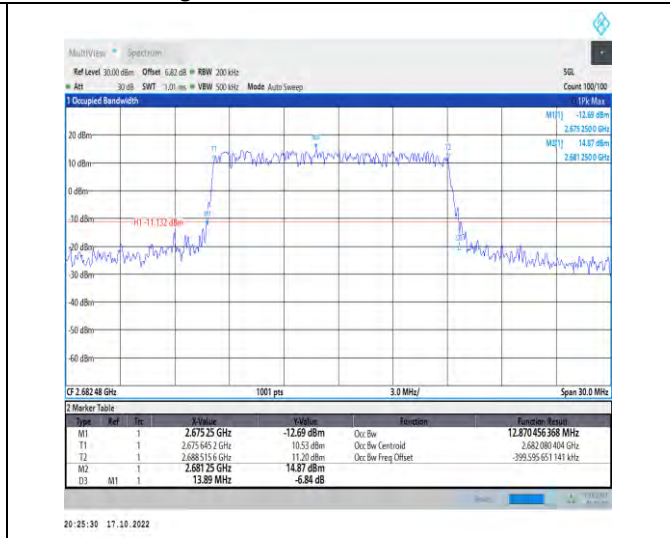 MultiView Spectrum
Ref Level 30.00 dBm Offset 6.82 dB RBW 200 kHz SGL
Att 30 dB SWT 1.01 ms VBW 500 kHz Mode Auto Sweep Count 100/100
1 Occupied Bandwidth 1Pk Max
M1[1] -12.69 dBm
2.675 250 0 GHz
20 dBm M2[1] 14.87 dBm
2.681 250 0 GHz
T1 M2 T2
10 dBm
0 dBm
M1
-10 dBm
H1 -11.132 dBm
-20 dBm
D3
-30 dBm
-40 dBm
-50 dBm
-60 dBm
CF 2.682 48 GHz 1001 pts 3.0 MHz/ Span 30.0 MHz
2 Marker Table
Type Ref Trc X-Value Y-Value Function Function Result
M1 1 2.675 25 GHz -12.69 dBm Occ Bw 12.870 456 368 MHz
T1 1 2.675 645 2 GHz 10.53 dBm Occ Bw Centroid 2.682 080 404 GHz
T2 1 2.688 515 6 GHz 11.20 dBm Occ Bw Freq Offset -399.595 651 141 kHz
M2 1 2.681 25 GHz 14.87 dBm
D3 M1 1 13.89 MHz -6.84 dB
20:25:30 17.10.2022